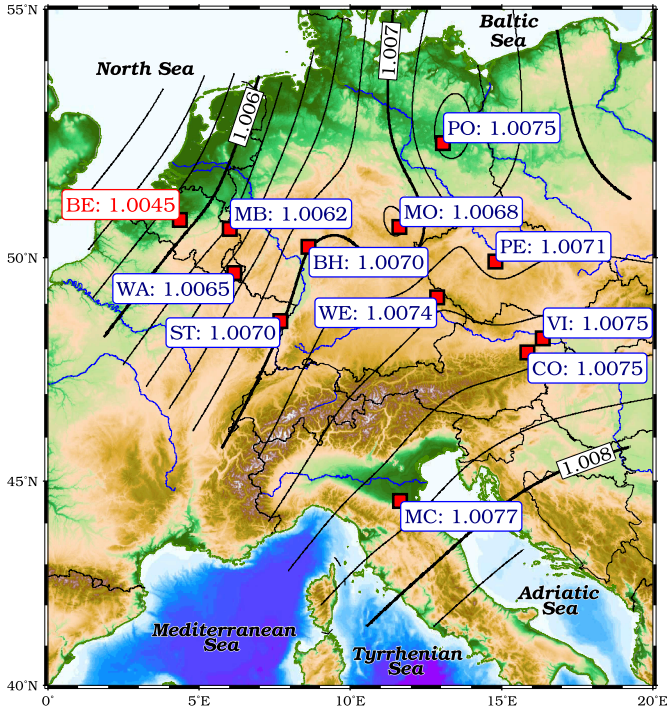 55°N
Baltic
Sea
1.007
North Sea
1.006
PO: 1.0075
BE: 1.0045
MB: 1.0062
MO: 1.0068
50°N
PE: 1.0071
BH: 1.0070
WA: 1.0065
WE: 1.0074
VI: 1.0075
ST: 1.0070
CO: 1.0075
1.008
45°N
MC: 1.0077
Adriatic
Sea
Mediterranean
Sea
Tyrrhenian
Sea
40°N
0° 5°E 10°E 15°E 20°E